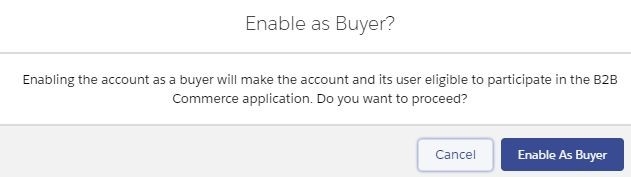 Enable as Buyer?
Enabling the account as a buyer will make the account and its user eligible to participate in the B2B
Commerce application. Do you want to proceed?
Cancel
Enable As Buyer